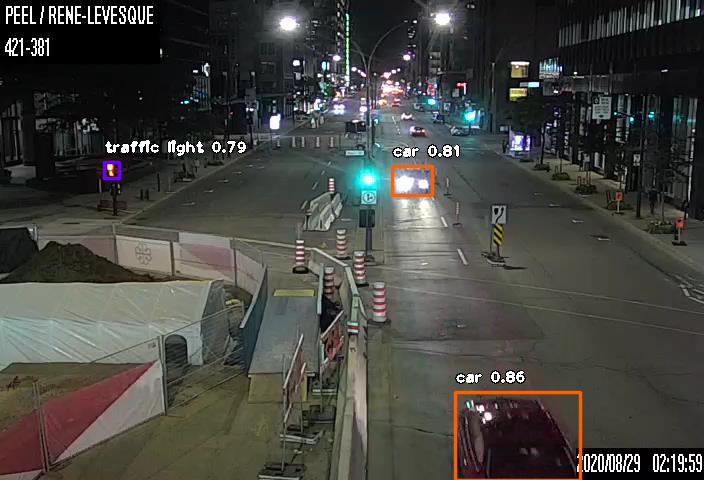 PEEL / RENE-LEVESQUE
421-381
traffic light 0.79
car 0.81
car 0.86
2020/08/29 02:19:59